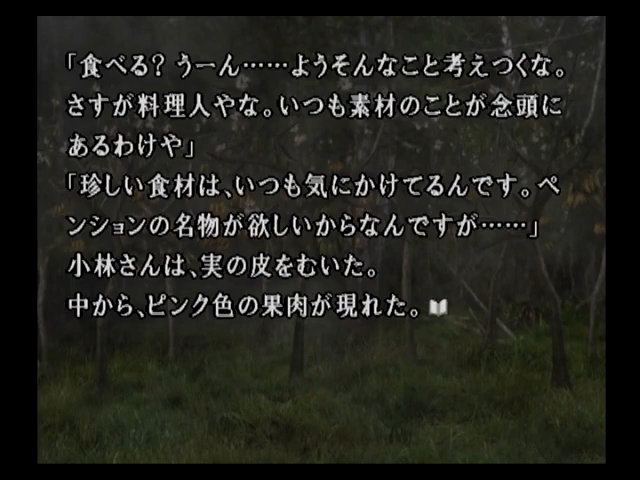 「食べる？ うーん……ようそんなこと考えつくな。
さすが料理人やな。いつも素材のことが念頭に
あるわけや」
「珍しい食材は、いつも気にかけてるんです。ペ
ンションの名物が欲しいからなんですが……」
小林さんは、実の皮をむいた。
中から、ピンク色の果肉が現れた。